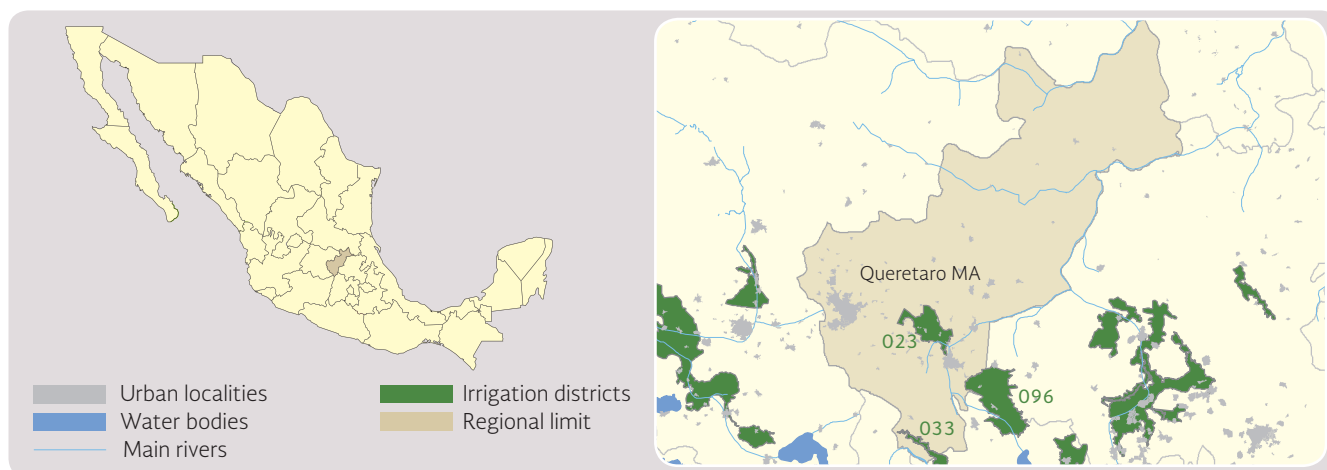 Urban localities
Water bodies
Main rivers
Irrigation districts
Regional limit
Queretaro MA
023
096
033